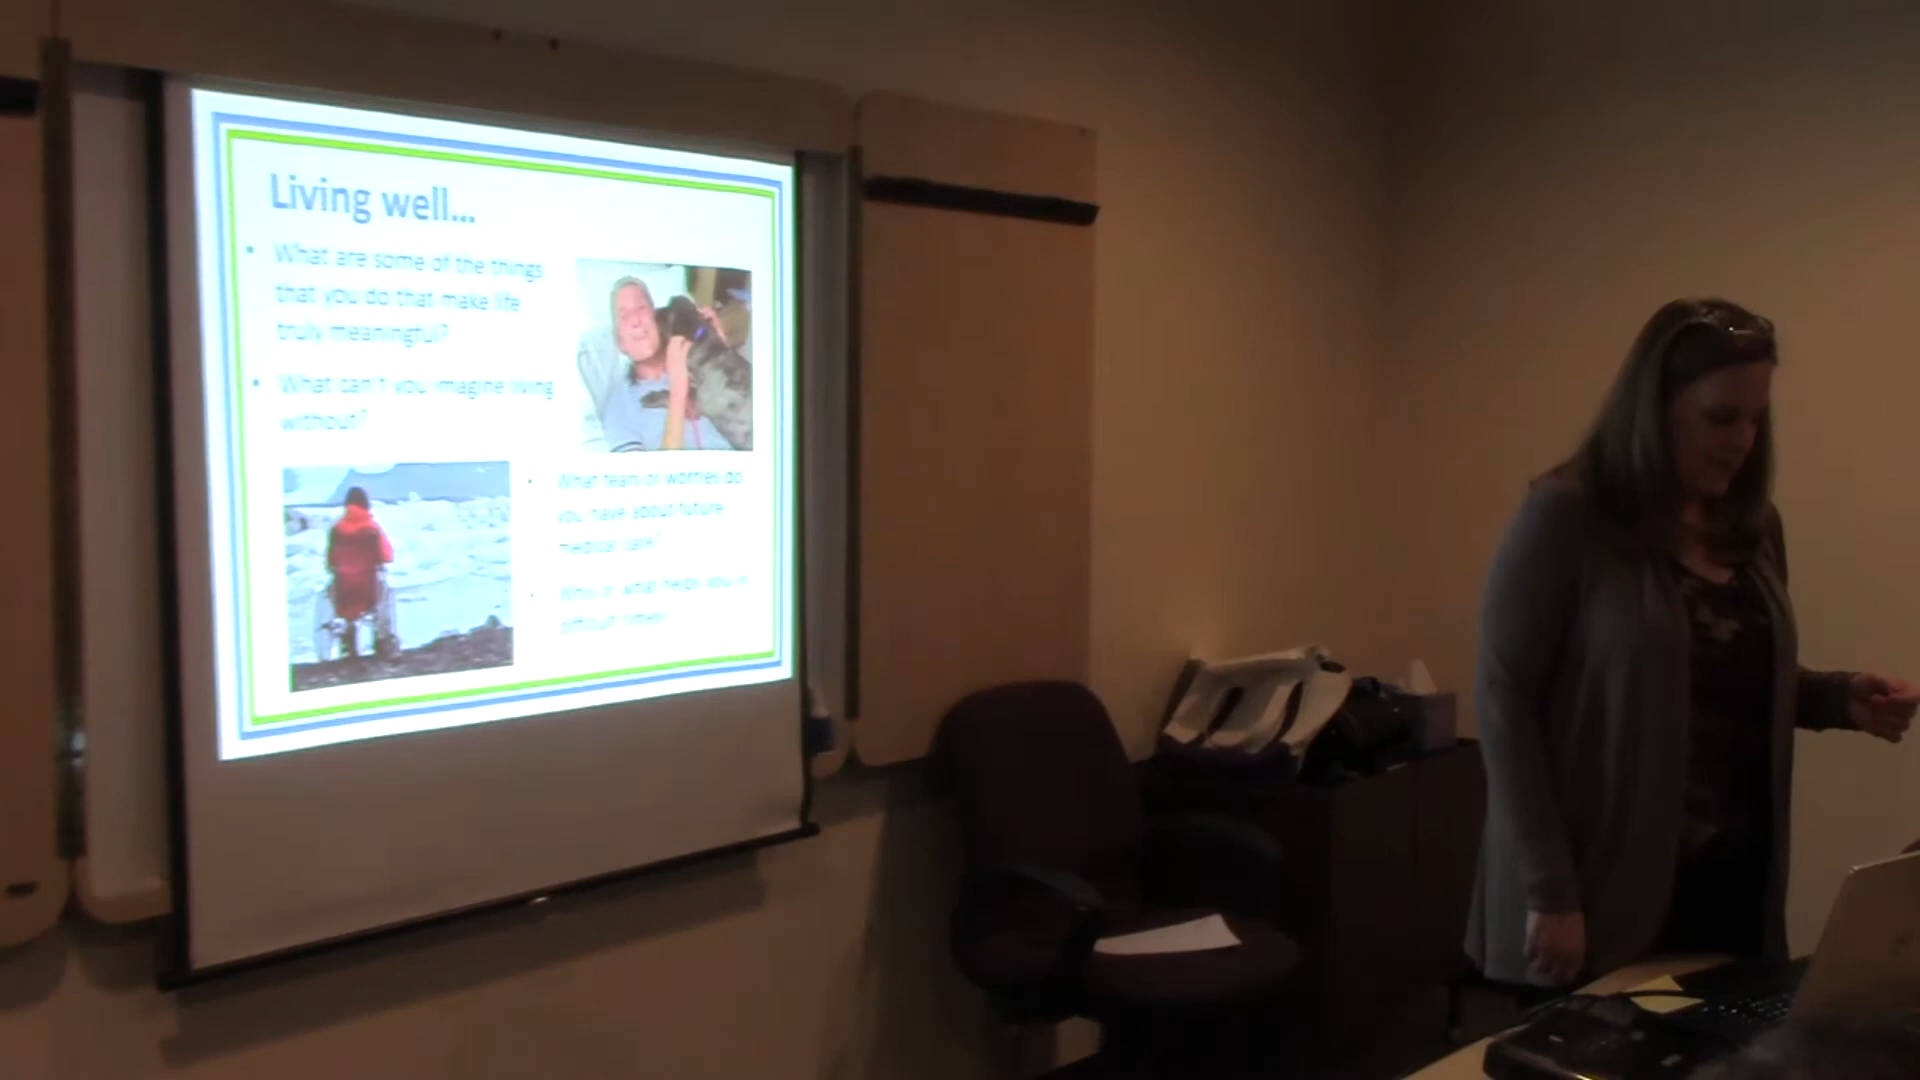 Living well...
• What are some of the things
that you do that make life
truly meaningful?
• What can't you imagine living
without?
• What fears or worries do
you have about future
medical care?
• Who or what helps you in
difficult times?